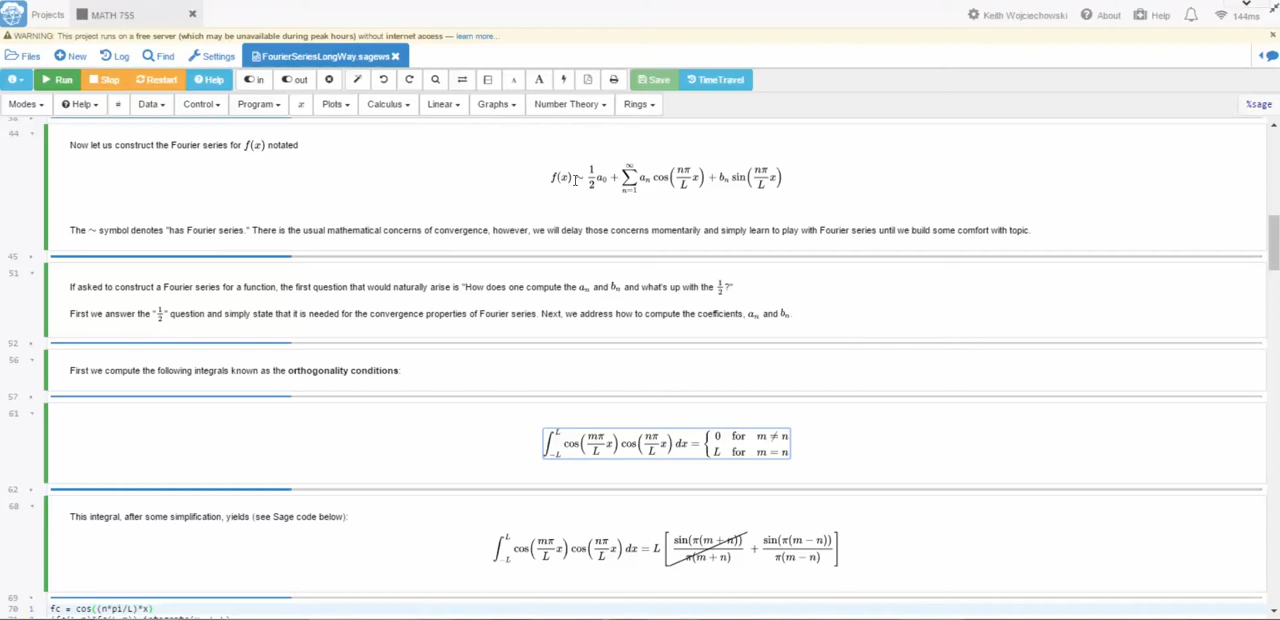 Projects MATH 755 Keith Wojciechowski About Help 144ms
WARNING: This project runs on a free server (which may be unavailable during peak hours) without internet access -- learn more...
Files New Log Find Settings FourierSeriesLongWay.sagews
Run Stop Restart Help in out A A Save TimeTravel
Modes Help # Data Control Program x Plots Calculus Linear Graphs Number Theory Rings %sage
44 Now let us construct the Fourier series for f(x) notated
f(x) ~ 1/2 a₀ + ∑_{n=1}^{∞} aₙ cos(nπ/L x) + bₙ sin(nπ/L x)
The ~ symbol denotes "has Fourier series." There is the usual mathematical concerns of convergence, however, we will delay those concerns momentarily and simply learn to play with Fourier series until we build some comfort with topic.
45
51
If asked to construct a Fourier series for a function, the first question that would naturally arise is "How does one compute the aₙ and bₙ and what's up with the 1/2 ?"
First we answer the "1/2" question and simply state that it is needed for the convergence properties of Fourier series. Next, we address how to compute the coefficients, aₙ and bₙ.
52
56
First we compute the following integrals known as the orthogonality conditions:
57
61
∫_{-L}^{L} cos(mπ/L x) cos(nπ/L x) dx = { 0 for m ≠ n
L for m = n
62
68
This integral, after some simplification, yields (see Sage code below):
∫_{-L}^{L} cos(mπ/L x) cos(nπ/L x) dx = L [ sin(π(m + n))/π(m + n) + sin(π(m − n))/π(m − n) ]
69
70 1 fc = cos((n*pi/L)*x)